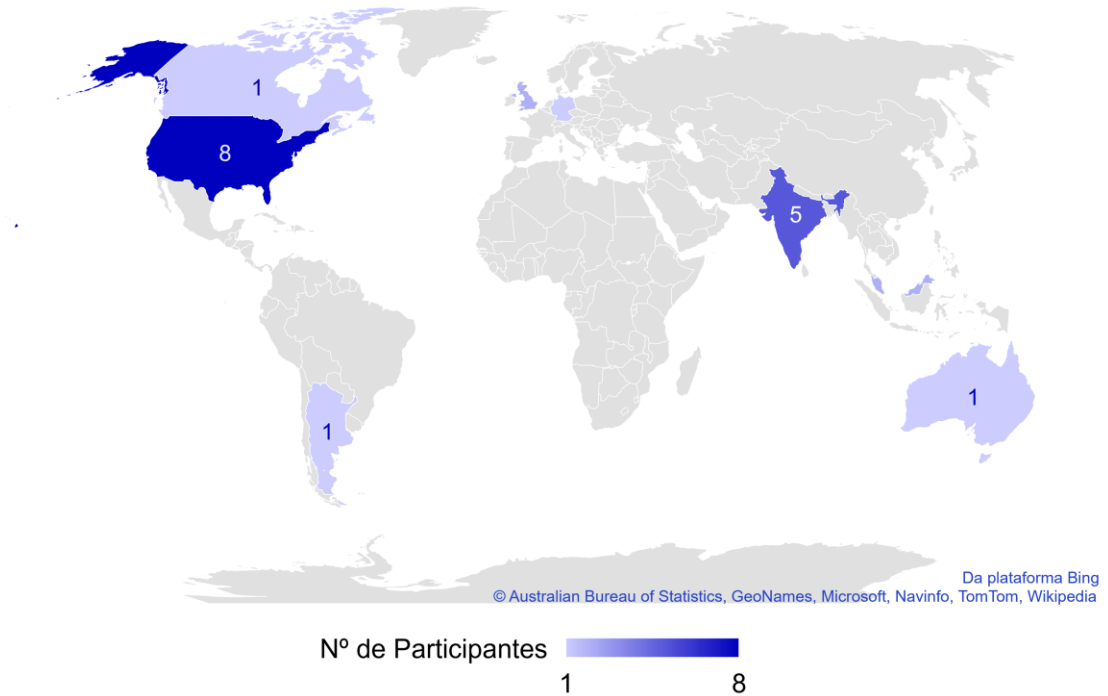 1
8
5
1
1
Da plataforma Bing
© Australian Bureau of Statistics, GeoNames, Microsoft, Navinfo, TomTom, Wikipedia
Nº de Participantes
1 8